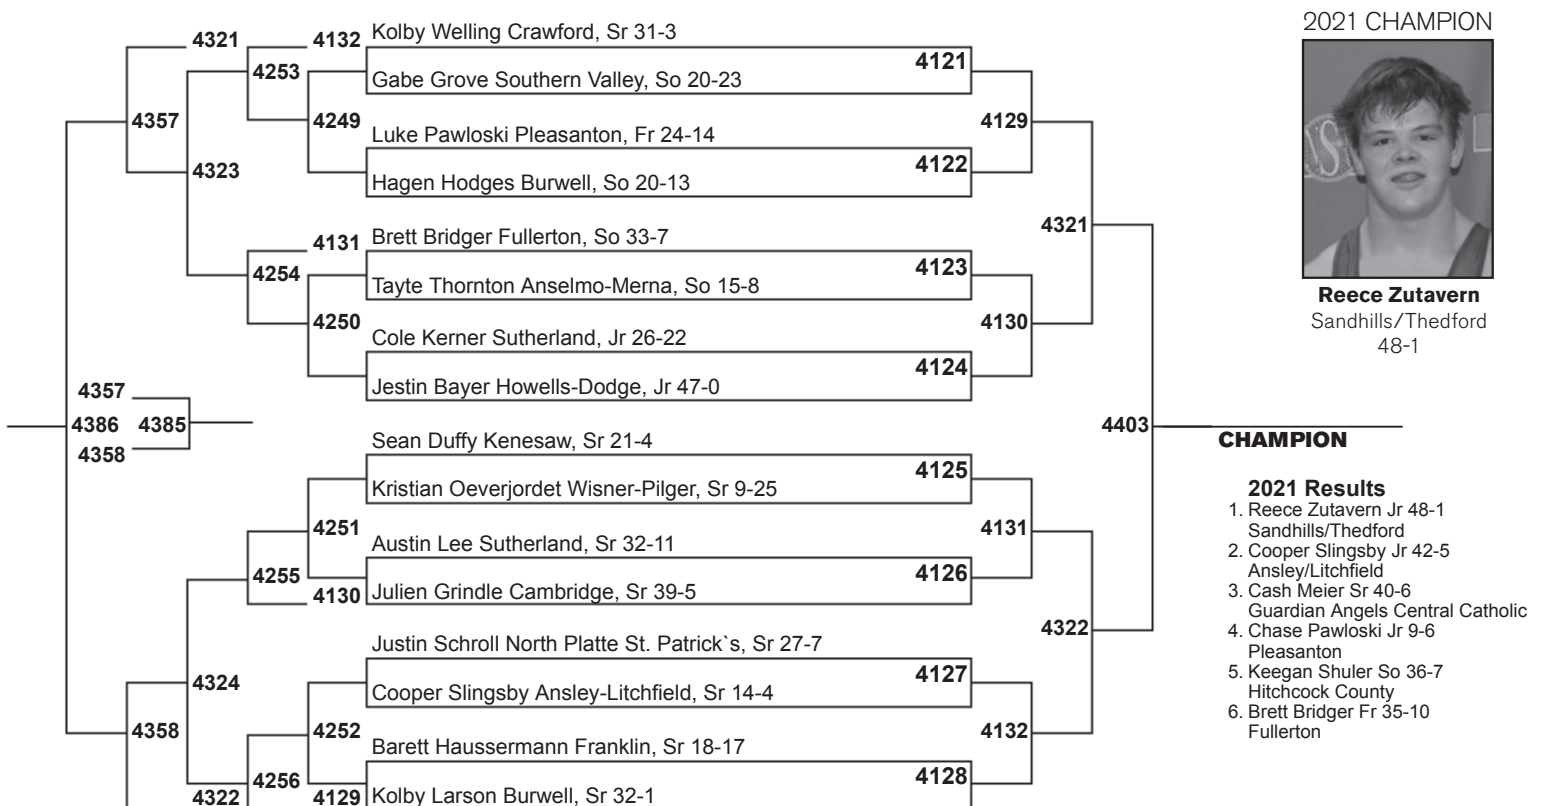 4321
4132
Kolby Welling Crawford, Sr 31-3
4121
4253
Gabe Grove Southern Valley, So 20-23
4357
4249
Luke Pawloski Pleasanton, Fr 24-14
4129
4122
4323
Hagen Hodges Burwell, So 20-13
4321
4131
Brett Bridger Fullerton, So 33-7
4123
4254
Tayte Thornton Anselmo-Merna, So 15-8
4250
Cole Kerner Sutherland, Jr 26-22
4130
4124
Jestin Bayer Howells-Dodge, Jr 47-0
4357
4386
4385
4358
4403
Sean Duffy Kenesaw, Sr 21-4
4125
Kristian Oeverjordet Wisner-Pilger, Sr 9-25
4251
Austin Lee Sutherland, Sr 32-11
4131
4126
4255
4130
Julien Grindle Cambridge, Sr 39-5
4322
Justin Schroll North Platte St. Patrick`s, Sr 27-7
4127
4324
Cooper Slingsby Ansley-Litchfield, Sr 14-4
4358
4252
Barett Haussermann Franklin, Sr 18-17
4132
4128
4256
4322
4129
Kolby Larson Burwell, Sr 32-1
2021 CHAMPION
Reece Zutavern
Sandhills/Thedford
48-1
CHAMPION
2021 Results
1. Reece Zutavern Jr 48-1
Sandhills/Thedford
2. Cooper Slingsby Jr 42-5
Ansley/Litchfield
3. Cash Meier Sr 40-6
Guardian Angels Central Catholic
4. Chase Pawloski Jr 9-6
Pleasanton
5. Keegan Shuler So 36-7
Hitchcock County
6. Brett Bridger Fr 35-10
Fullerton